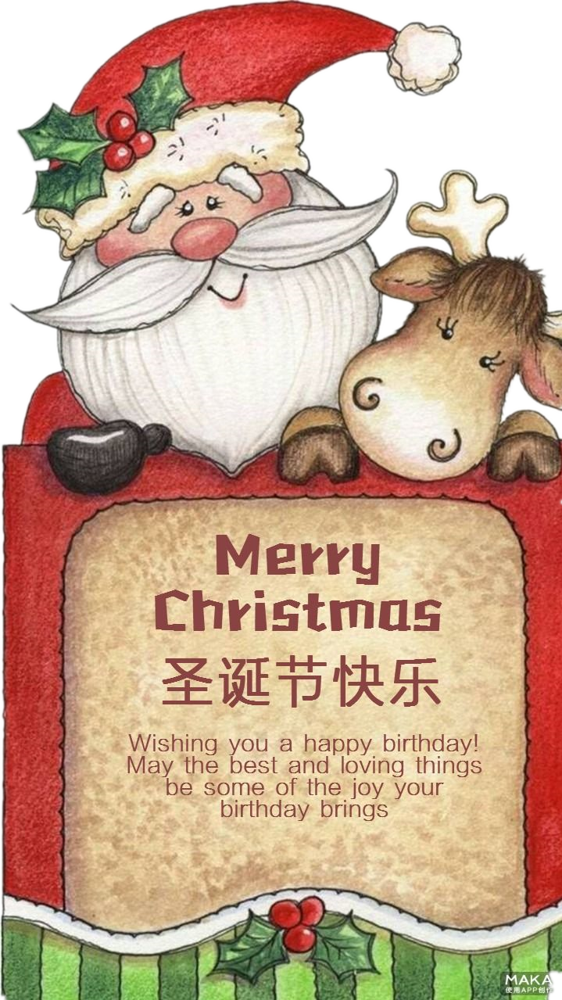 Merry
Christmas
圣诞节快乐
Wishing you a happy birthday!
May the best and loving things
be some of the joy your
birthday brings
MAKA
使用APP创作